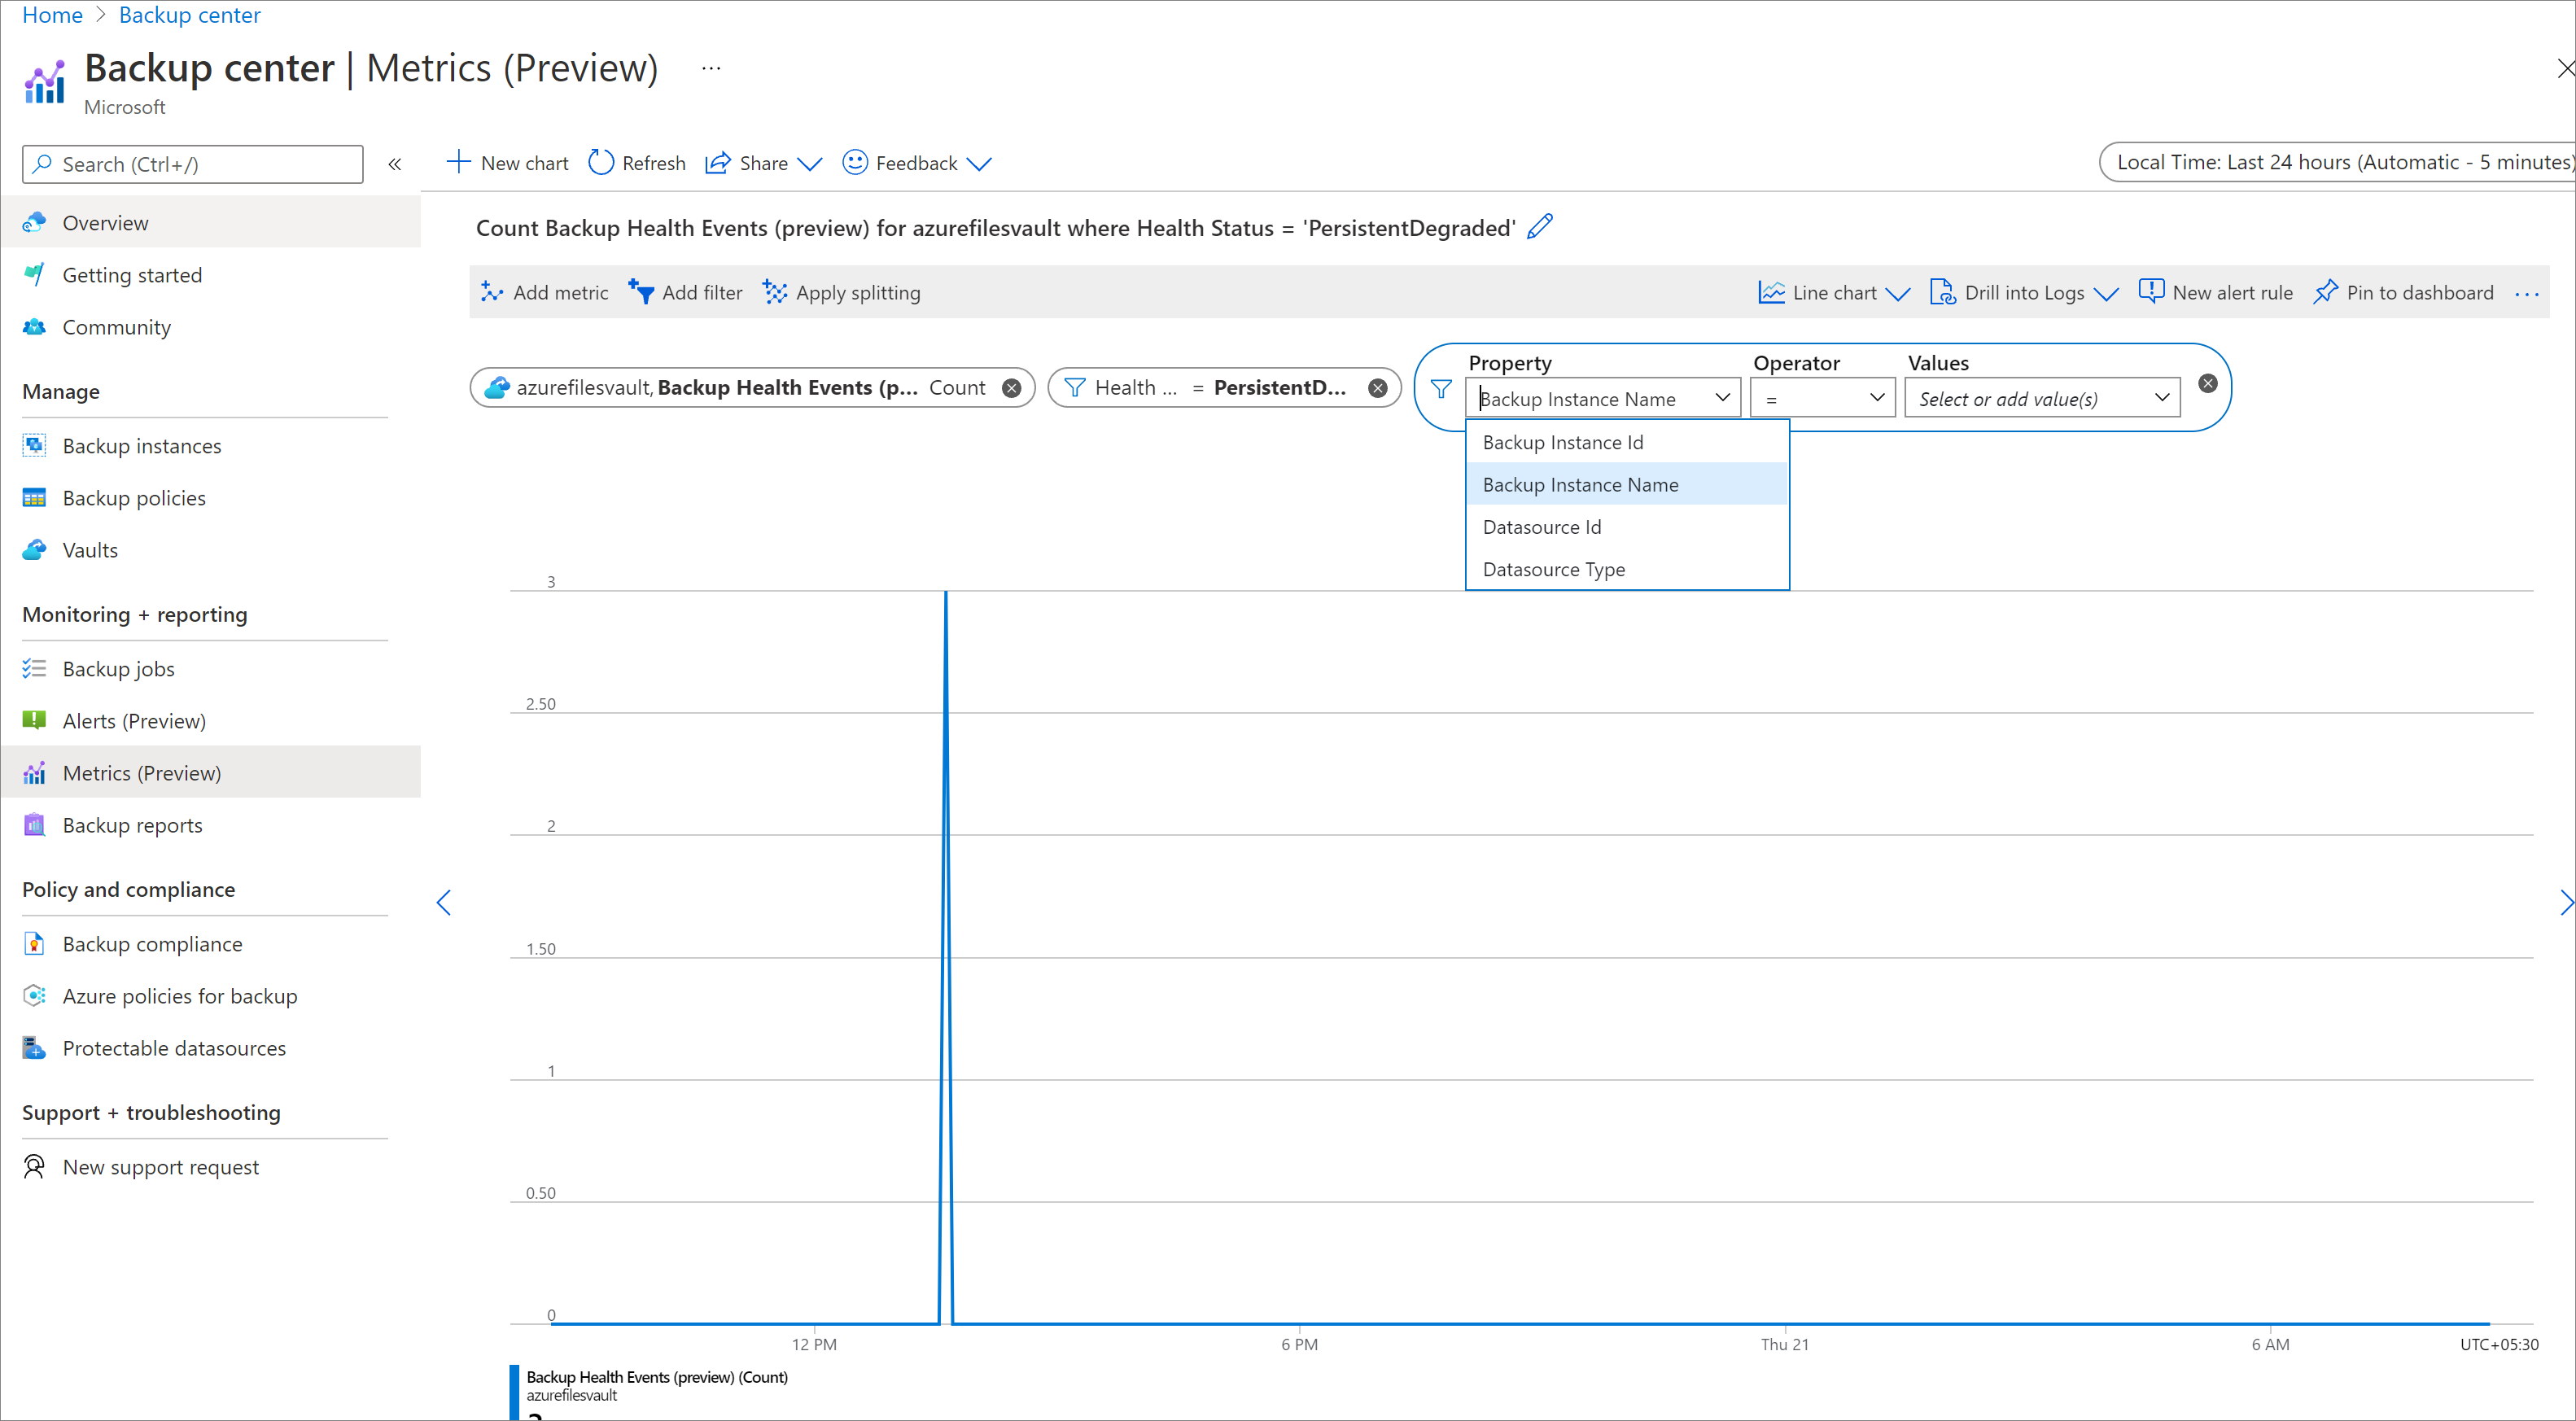 Home > Backup center
Backup center | Metrics (Preview) ...
Microsoft
Search (Ctrl+/)
«
New chart Refresh Share Feedback
Local Time: Last 24 hours (Automatic - 5 minutes)
Overview
Getting started
Community
Manage
Backup instances
Backup policies
Vaults
Monitoring + reporting
Backup jobs
Alerts (Preview)
Metrics (Preview)
Backup reports
Policy and compliance
Backup compliance
Azure policies for backup
Protectable datasources
Support + troubleshooting
New support request
Count Backup Health Events (preview) for azurefilesvault where Health Status = 'PersistentDegraded'
Add metric Add filter Apply splitting Line chart Drill into Logs New alert rule Pin to dashboard ...
azurefilesvault, Backup Health Events (p... Count
Health ... = PersistentD...
Property Operator Values
Backup Instance Name = Select or add value(s)
Backup Instance Id
Backup Instance Name
Datasource Id
Datasource Type
3
2.50
2
1.50
1
0.50
0
12 PM 6 PM Thu 21 6 AM UTC+05:30
Backup Health Events (preview) (Count)
azurefilesvault